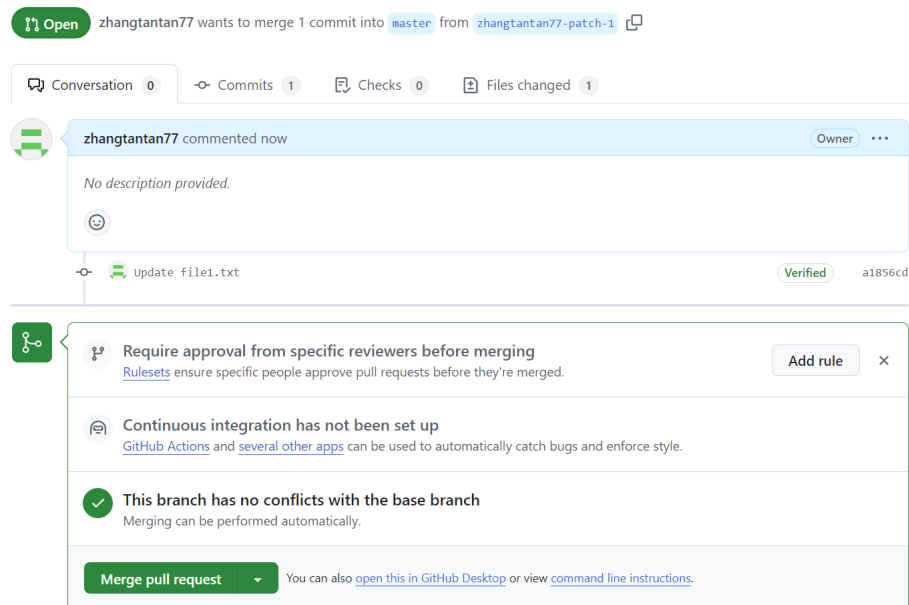 Open zhangtantan77 wants to merge 1 commit into master from zhangtantan77-patch-1
Conversation 0 Commits 1 Checks 0 Files changed 1
zhangtantan77 commented now Owner ...
No description provided.
Update file1.txt Verified a1856cd
Require approval from specific reviewers before merging
Rulesets ensure specific people approve pull requests before they're merged.
Add rule
Continuous integration has not been set up
GitHub Actions and several other apps can be used to automatically catch bugs and enforce style.
This branch has no conflicts with the base branch
Merging can be performed automatically.
Merge pull request You can also open this in GitHub Desktop or view command line instructions.